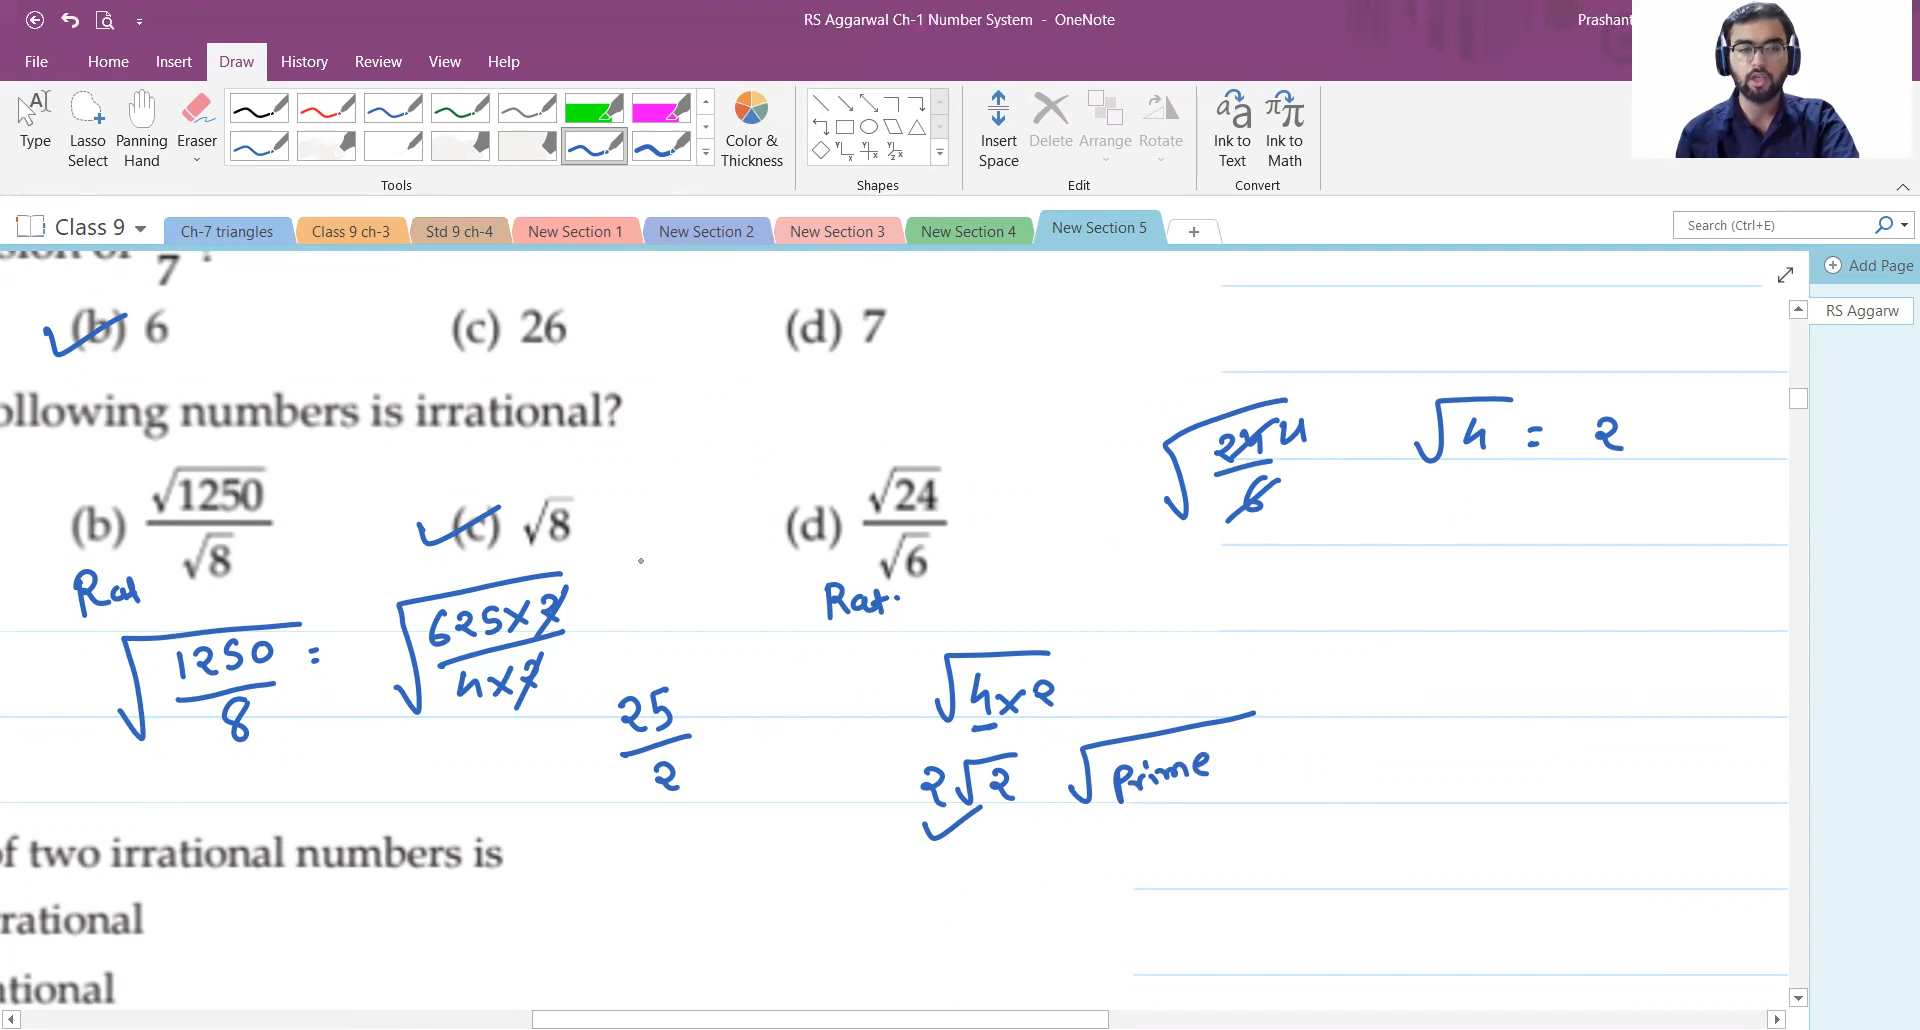 RS Aggarwal Ch-1 Number System - OneNote
Prashant
File Home Insert Draw History Review View Help
Type
Lasso Select
Panning Hand
Eraser
Color & Thickness
Insert Space
Delete
Arrange
Rotate
Ink to Text
Ink to Math
Tools
Shapes
Edit
Convert
Class 9
Ch-7 triangles
Class 9 ch-3
Std 9 ch-4
New Section 1
New Section 2
New Section 3
New Section 4
New Section 5
+
Search (Ctrl+E)
Add Page
RS Aggarw
7 ?
(b) 6 (c) 26 (d) 7
ollowing numbers is irrational?
(b) √1250/√8 (c) √8 (d) √24/√6
√(24 4/6) √4 = 2
Rat
Rat.
√(1250/8) = √(625×2/4×2)
25/2
√4×2
2√2 √Prime
f two irrational numbers is
rrational
tional